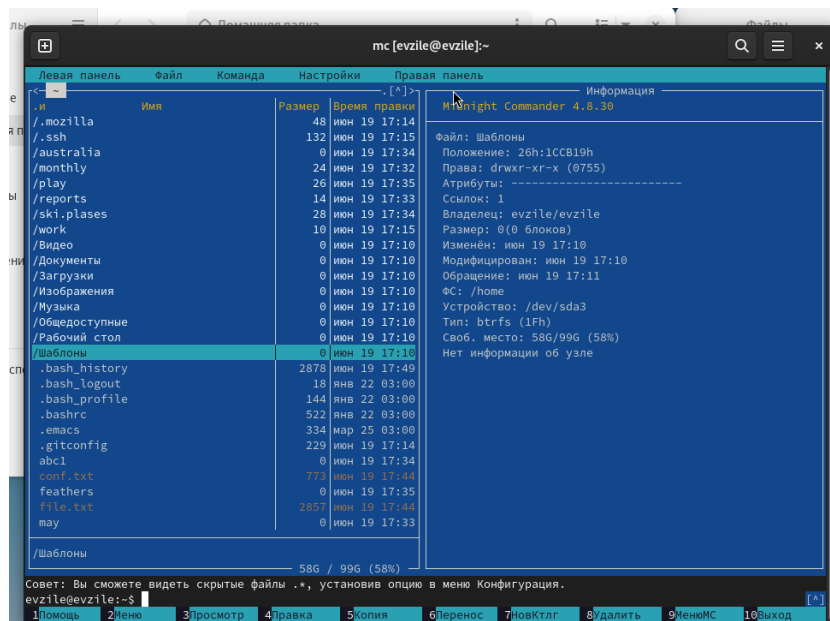 Домашняя папка
Файлы
mc [evzile@evzile]:~
Левая панель Файл Команда Настройки Правая панель
<- ~ .[^]>
Информация
.и Имя Размер Время правки
Midnight Commander 4.8.30
/.mozilla 48 июн 19 17:14
/.ssh 132 июн 19 17:15
Файл: Шаблоны
/australia 0 июн 19 17:34
Положение: 26h:1CCB19h
/monthly 24 июн 19 17:32
Права: drwxr-xr-x (0755)
/play 26 июн 19 17:35
Атрибуты: --------------------------
/reports 14 июн 19 17:33
Ссылок: 1
/ski.plases 28 июн 19 17:34
Владелец: evzile/evzile
/work 10 июн 19 17:15
Размер: 0(0 блоков)
/Видео 0 июн 19 17:10
Изменён: июн 19 17:10
/Документы 0 июн 19 17:10
Модифицирован: июн 19 17:10
/Загрузки 0 июн 19 17:10
Обращение: июн 19 17:11
/Изображения 0 июн 19 17:10
ФС: /home
/Музыка 0 июн 19 17:10
Устройство: /dev/sda3
/Общедоступные 0 июн 19 17:10
Тип: btrfs (1Fh)
/Рабочий стол 0 июн 19 17:10
Своб. место: 58G/99G (58%)
/Шаблоны 0 июн 19 17:10
Нет информации об узле
.bash_history 2878 июн 19 17:49
.bash_logout 18 янв 22 03:00
.bash_profile 144 янв 22 03:00
.bashrc 522 янв 22 03:00
.emacs 334 мар 25 03:00
.gitconfig 229 июн 19 17:14
abc1 0 июн 19 17:34
conf.txt 773 июн 19 17:44
feathers 0 июн 19 17:35
file.txt 2857 июн 19 17:44
may 0 июн 19 17:33
/Шаблоны
58G / 99G (58%)
Совет: Вы сможете видеть скрытые файлы .*, установив опцию в меню Конфигурация.
evzile@evzile:~$ [^]
1Помощь 2Меню 3Просмотр 4Правка 5Копия 6Перенос 7НовКтлг 8Удалить 9МенюМС 10Выход